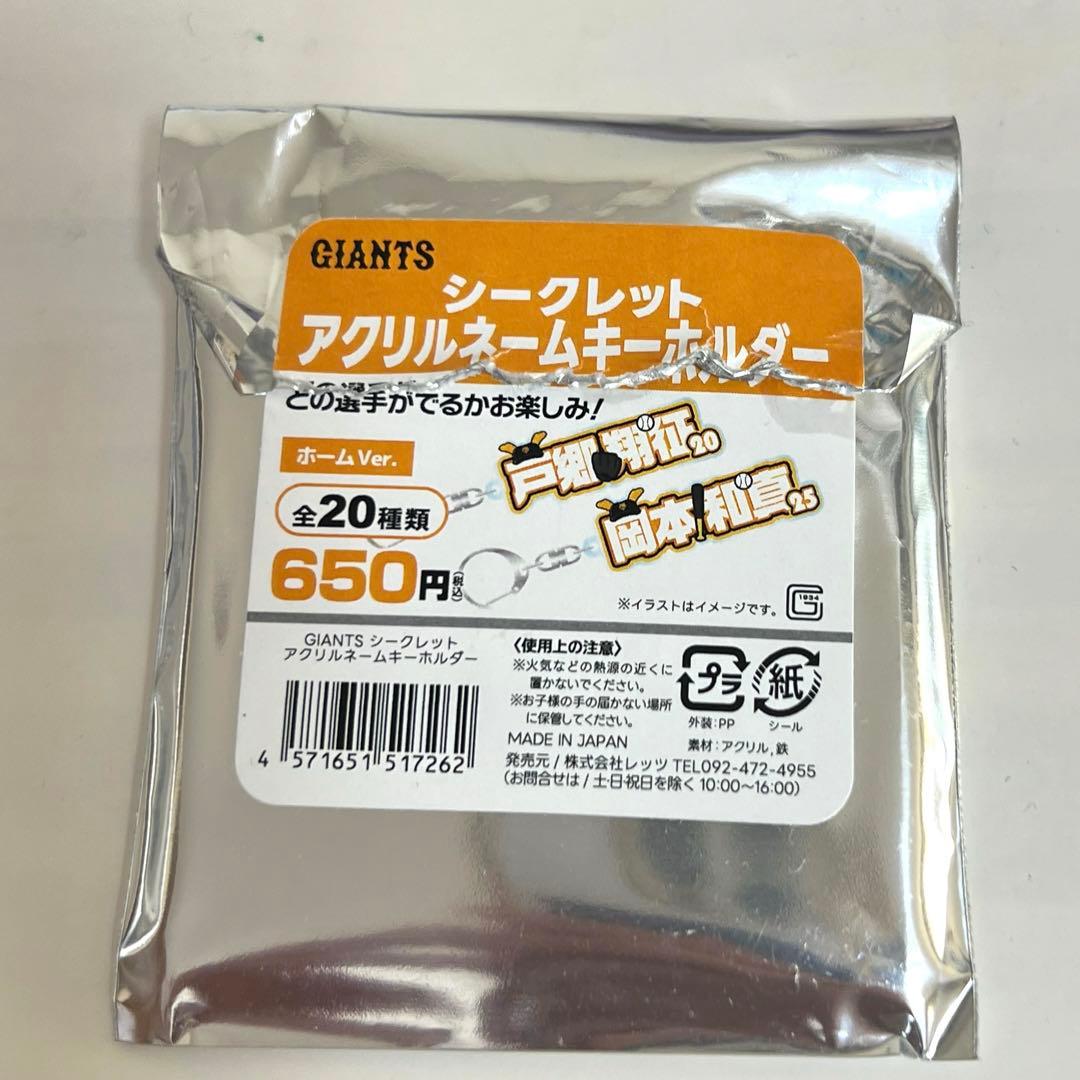 GIANTS
シークレット
アクリルネームキーホルダー
どの選手がでるかお楽しみ!
ホームVer.
全20種類
650円(税込)
戸郷 翔征 20
岡本 和真 25
※イラストはイメージです。
1934
GIANTS シークレット
アクリルネームキーホルダー
4 571651 517262
〈使用上の注意〉
※火気などの熱源の近くに
置かないでください。
※お子様の手の届かない場所
に保管してください。
MADE IN JAPAN
プラ
外装:PP
紙
シール
素材:アクリル,鉄
発売元/株式会社レッツ TEL092-472-4955
(お問合せは/土・日・祝日を除く 10:00〜16:00)